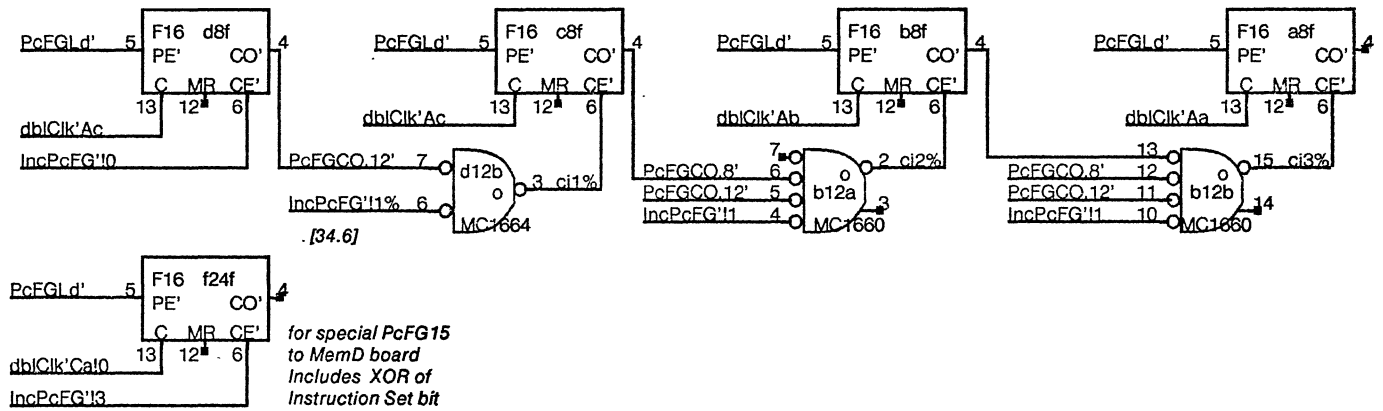 F16 d8f
PcFGLd' 5 PE' CO' 4
C MR CE'
13 12 6
dblClk'Ac
IncPcFG'!0
F16 c8f
PcFGLd' 5 PE' CO' 4
C MR CE'
13 12 6
dblClk'Ac
PcFGCO.12' 7 d12b
o 3 ci1%
IncPcFG'!1% 6
MC1664
. [34.6]
F16 b8f
PcFGLd' 5 PE' CO' 4
C MR CE'
13 12 6
dblClk'Ab
7
PcFGCO.8' 6 o 2 ci2%
PcFGCO.12' 5 b12a
IncPcFG'!1 4 3
MC1660
F16 a8f
PcFGLd' 5 PE' CO' 4
C MR CE'
13 12 6
dblClk'Aa
13
PcFGCO.8' 12 o 15 ci3%
PcFGCO.12' 11 b12b
IncPcFG'!1 10 14
MC1660
F16 f24f
PcFGLd' 5 PE' CO' 4
C MR CE'
13 12 6
dblClk'Ca!0
IncPcFG'!3
for special PcFG15
to MemD board
Includes XOR of
Instruction Set bit